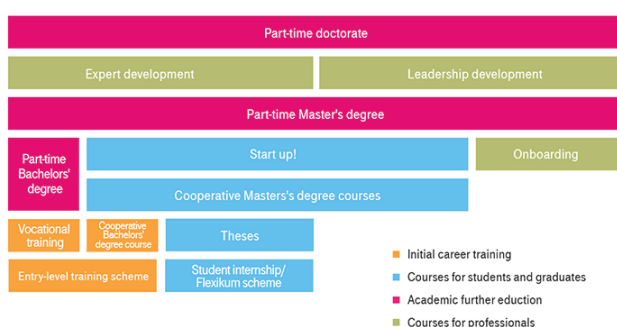 Part-time doctorate
Expert development
Leadership development
Part-time Master's degree
Part-time
Bachelors'
degree
Start up!
Onboarding
Cooperative Masters's degree courses
Vocational
training
Cooperative
Bachelors'
degree course
Theses
Entry-level training scheme
Student internship/
Flexikum scheme
Initial career training
Courses for students and graduates
Academic further eduction
Courses for professionals